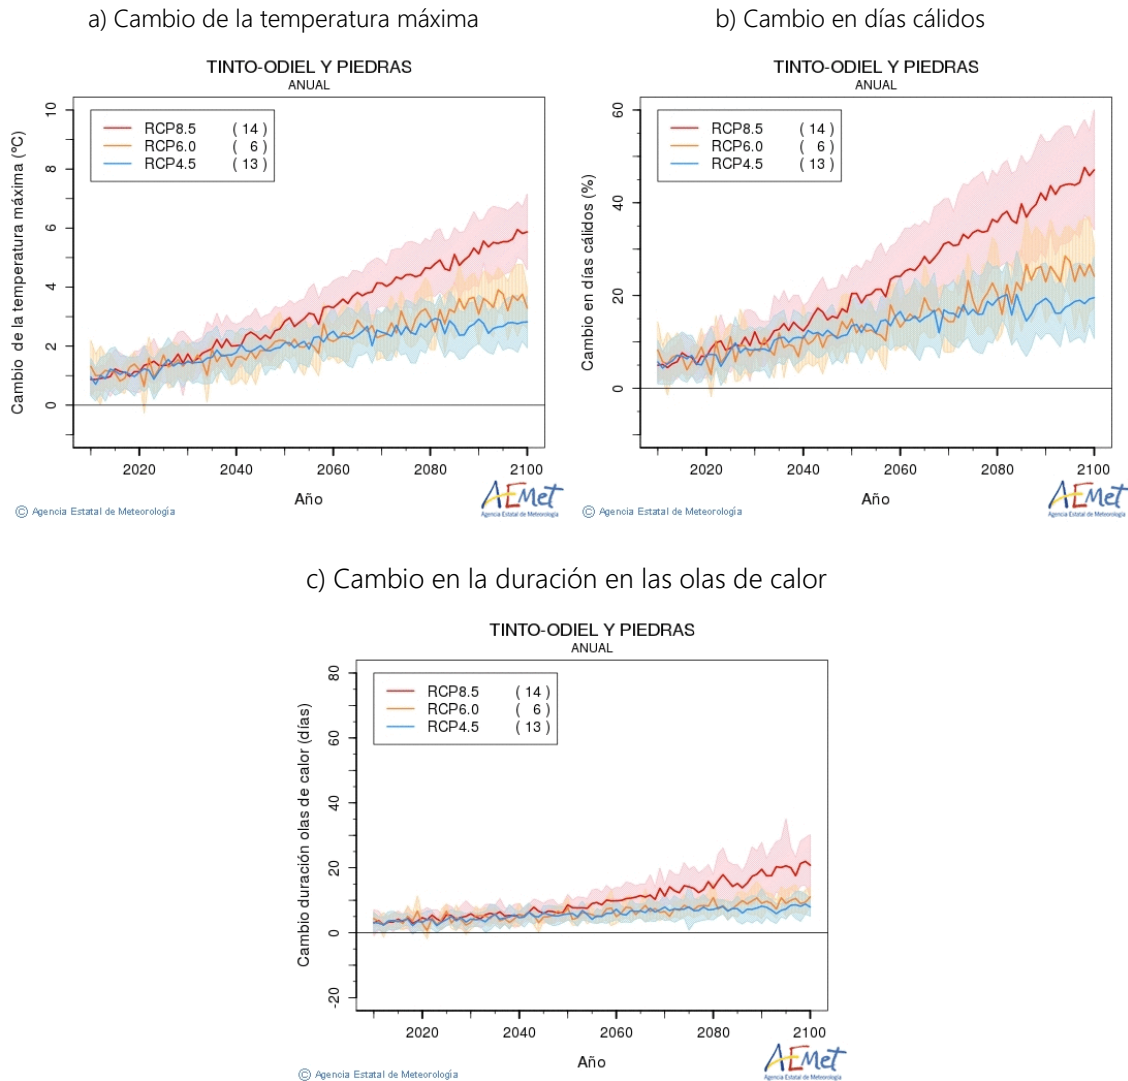 a) Cambio de la temperatura máxima
TINTO-ODIEL Y PIEDRAS
ANUAL
Cambio de la temperatura máxima (ºC)
10
8
6
4
2
0
RCP8.5 ( 14 )
RCP6.0 ( 6 )
RCP4.5 ( 13 )
2020 2040 2060 2080 2100
Año
© Agencia Estatal de Meteorología
AEMet
Agencia Estatal de Meteorología
b) Cambio en días cálidos
TINTO-ODIEL Y PIEDRAS
ANUAL
Cambio en días cálidos (%)
60
40
20
0
RCP8.5 ( 14 )
RCP6.0 ( 6 )
RCP4.5 ( 13 )
2020 2040 2060 2080 2100
Año
© Agencia Estatal de Meteorología
AEMet
Agencia Estatal de Meteorología
c) Cambio en la duración en las olas de calor
TINTO-ODIEL Y PIEDRAS
ANUAL
Cambio duración olas de calor (días)
80
60
40
20
0
-20
RCP8.5 ( 14 )
RCP6.0 ( 6 )
RCP4.5 ( 13 )
2020 2040 2060 2080 2100
Año
© Agencia Estatal de Meteorología
AEMet
Agencia Estatal de Meteorología